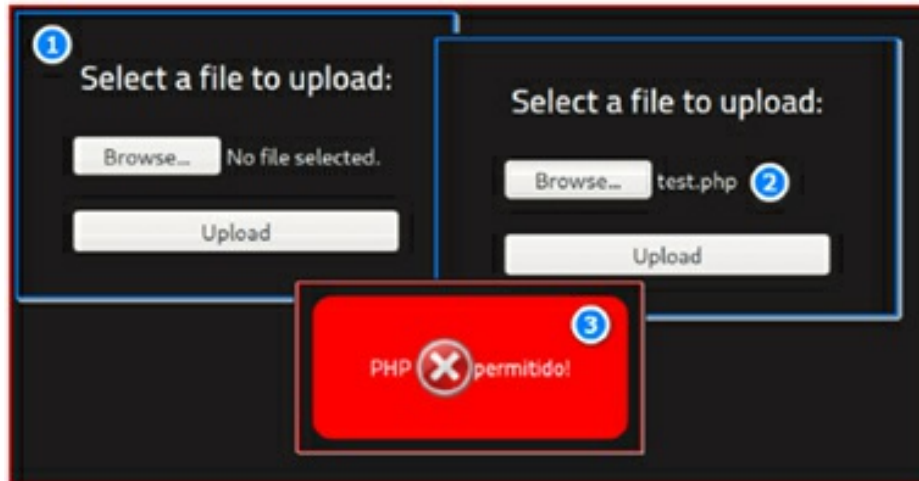 1
Select a file to upload:
Browse... No file selected.
Upload
Select a file to upload:
Browse... test.php 2
Upload
3
PHP permitido!